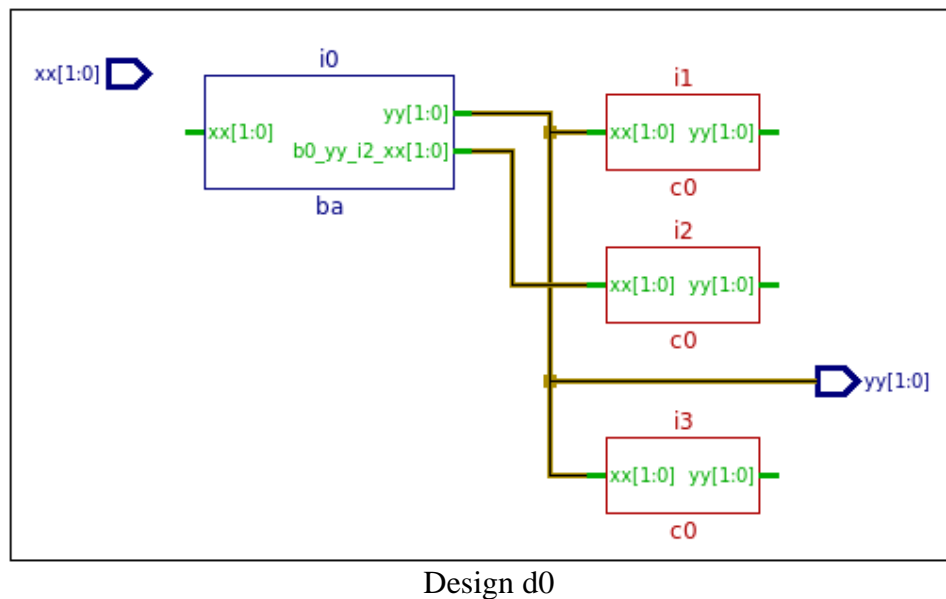 xx[1:0]
i0
xx[1:0]
yy[1:0]
b0_yy_i2_xx[1:0]
ba
i1
xx[1:0] yy[1:0]
c0
i2
xx[1:0] yy[1:0]
c0
yy[1:0]
i3
xx[1:0] yy[1:0]
c0
Design d0